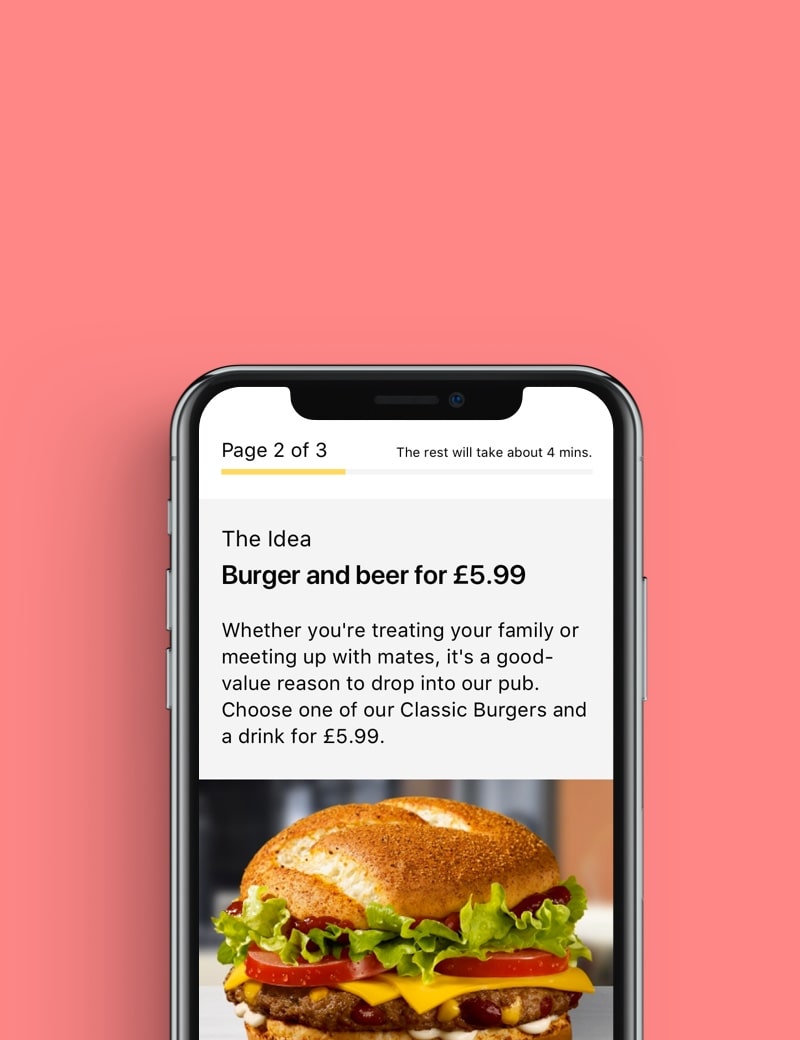 Page 2 of 3
The rest will take about 4 mins.
The Idea
Burger and beer for £5.99
Whether you're treating your family or
meeting up with mates, it's a good-
value reason to drop into our pub.
Choose one of our Classic Burgers and
a drink for £5.99.